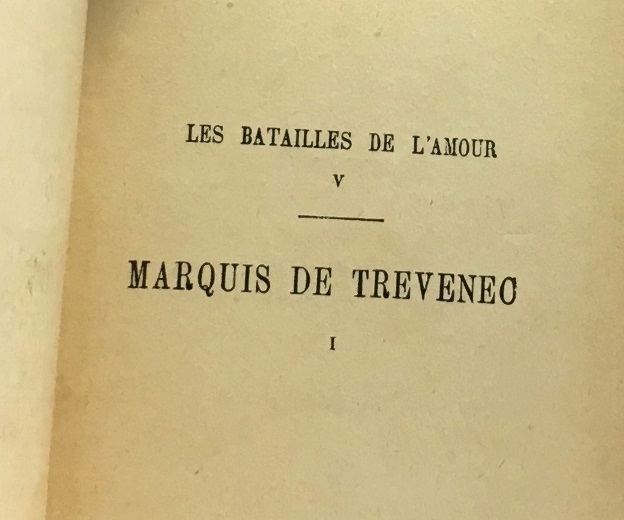 LES BATAILLES DE L'AMOUR
V
MARQUIS DE TREVENEC
I